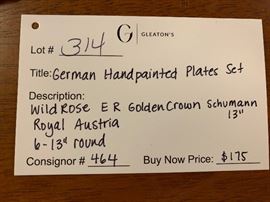 Lot # 314 G | GLEATON'S
Title: German Handpainted Plates Set
Description:
Wild Rose E R Golden Crown Schumann
13"
Royal Austria
6-13" round
Consignor # 464 Buy Now Price: $175